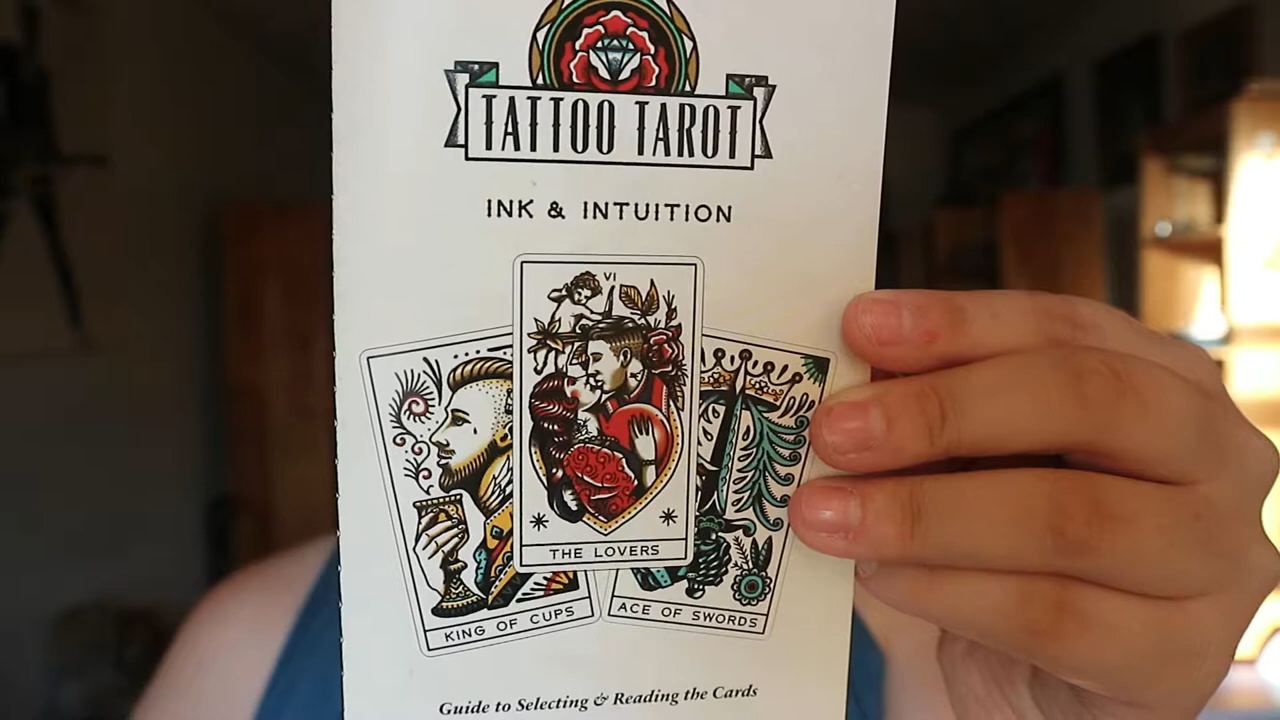 TATTOO TAROT
INK & INTUITION
VI
THE LOVERS
KING OF CUPS
ACE OF SWORDS
Guide to Selecting & Reading the Cards